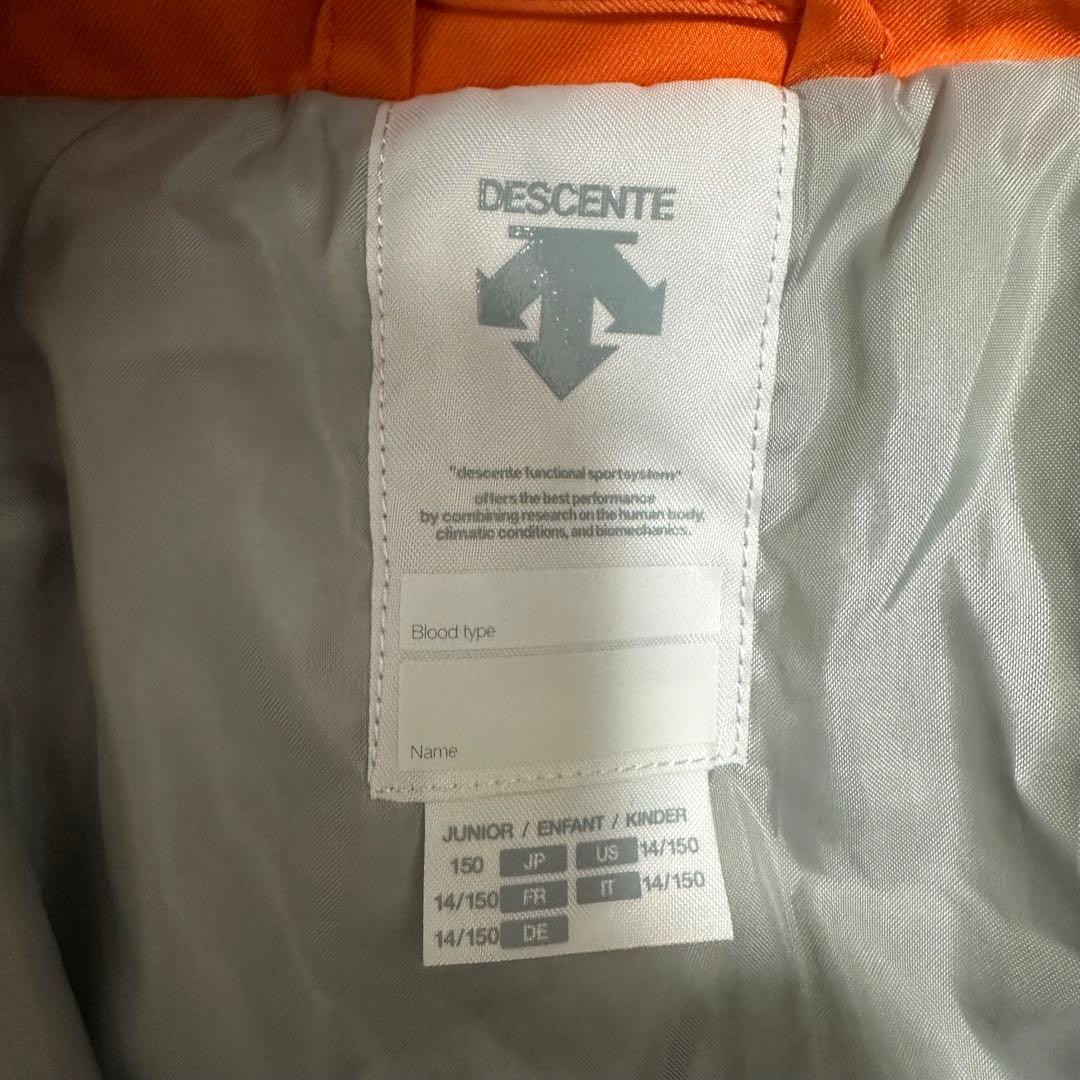 DESCENTE
"descente functional sportsystem"
offers the best performance
by combining research on the human body,
climatic conditions, and biomechanics.
Blood type
Name
JUNIOR / ENFANT / KINDER
150 JP US 14/150
14/150 FR IT 14/150
14/150 DE